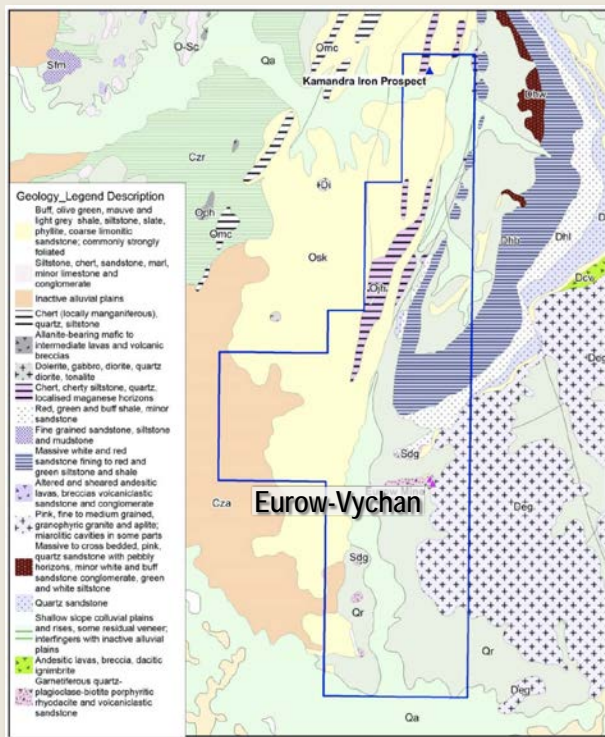 O-Sc
Qa
Omc
Sfm
Kamandra Iron Prospect
Dhw
Czr
Geology_Legend Description
Buff, olive green, mauve and
light grey shale, siltstone, slate,
phyllite, coarse limonitic
sandstone; commonly strongly
foliated
Siltstone, chert, sandstone, marl,
minor limestone and
conglomerate
Inactive alluvial plains
Chert (locally manganiferous),
quartz, siltstone
Allanite-bearing mafic to
intermediate lavas and volcanic
breccias
Dolerite, gabbro, diorite, quartz
diorite, tonalite
Chert, cherty siltstone, quartz,
localised maganese horizons
Red, green and buff shale, minor
sandstone
Fine grained sandstone, siltstone
and mudstone
Massive white and red
sandstone fining to red and
green siltstone and shale
Altered and sheared andesitic
lavas, breccias volcaniclastic
sandstone and conglomerate
Pink, fine to medium grained,
granophyric granite and aplite;
miarolitic cavities in some parts
Massive to cross bedded, pink,
quartz sandstone with pebbly
horizons, minor white and buff
sandstone conglomerate, green
and white siltstone
Quartz sandstone
Shallow slope colluvial plains
and rises, some residual veneer;
interfingers with inactive alluvial
plains
Andesitic lavas, breccia, dacitic
ignimbrite
Garnetiferous quartz-
plagioclase-biotite porphyritic
rhyodacite and volcaniclastic
sandstone
Oph
Omc
Osk
Ojh
Dhb
Dhl
Dcv
Deg
Sdg
Eurow-Vychan
Cza
Deg
Sdg
Qr
Qr
Deg
Qa